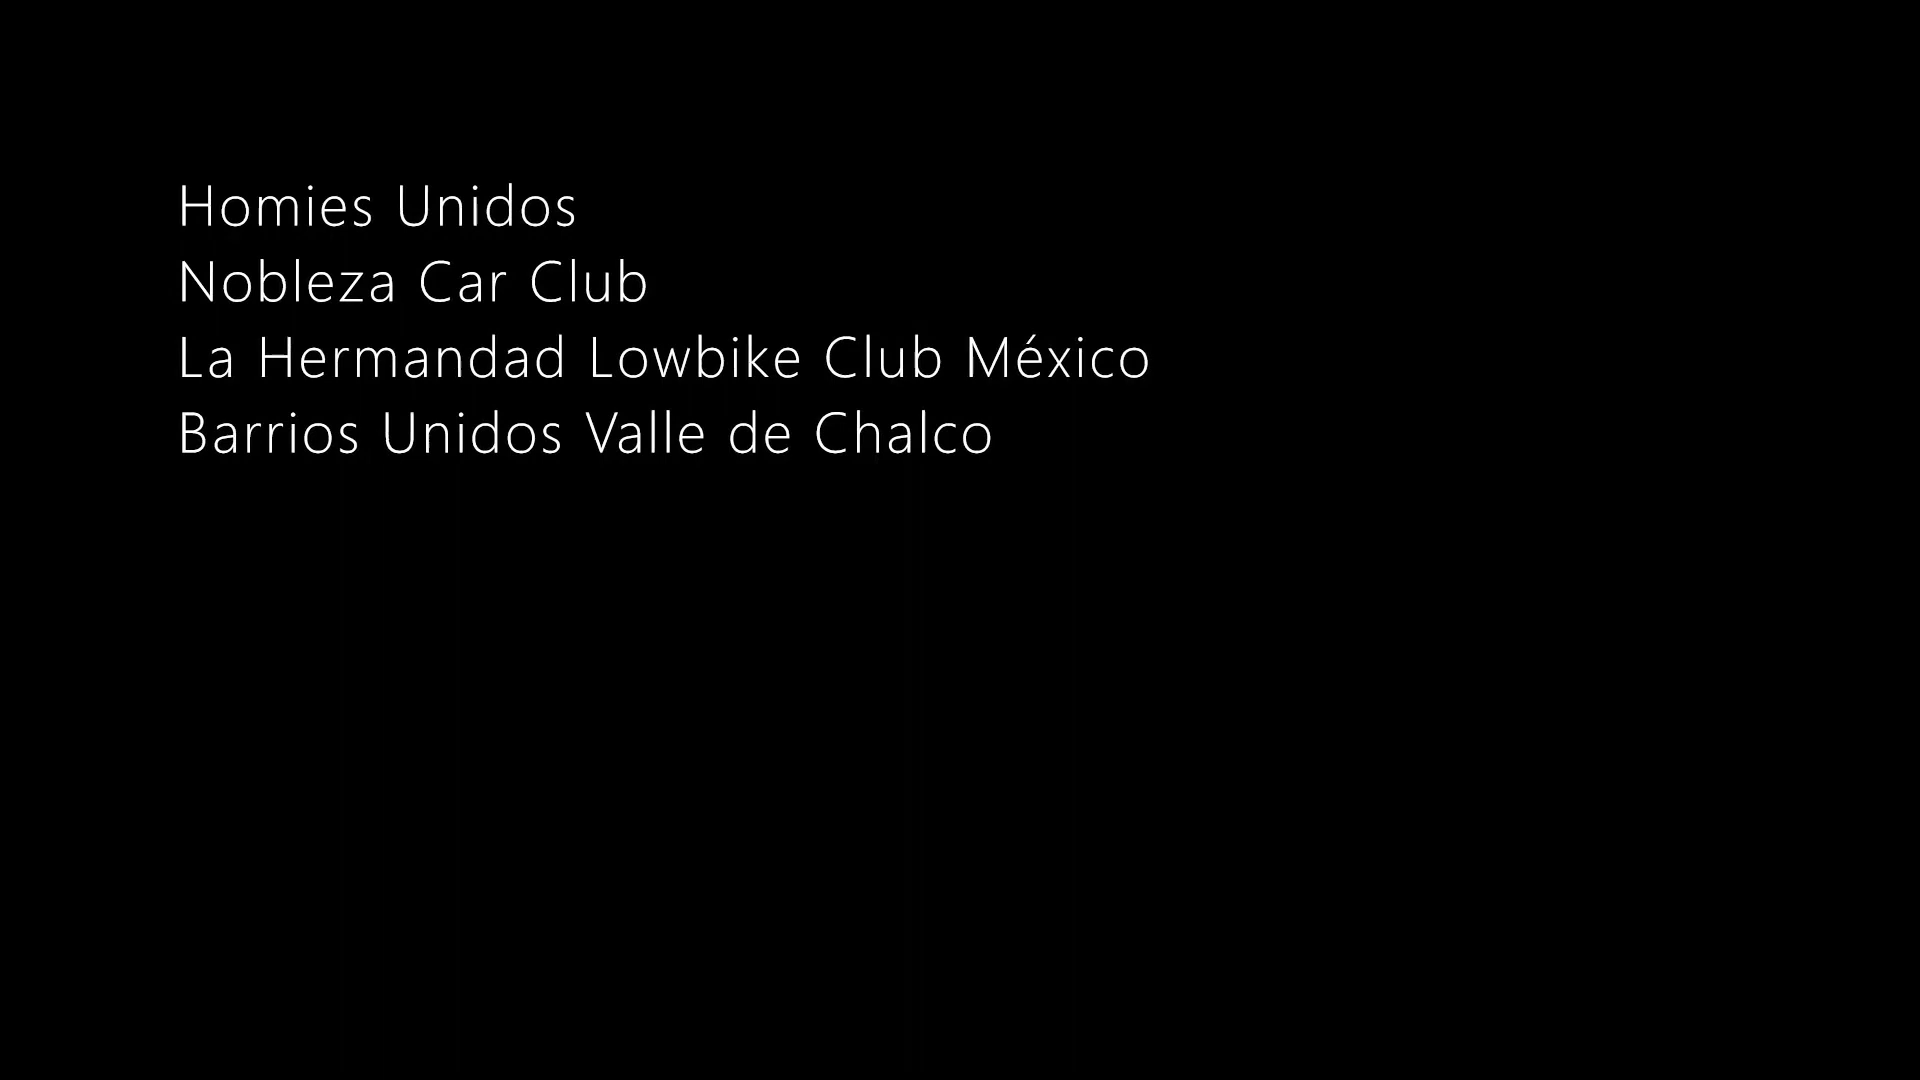 Homies Unidos
Nobleza Car Club
La Hermandad Lowbike Club México
Barrios Unidos Valle de Chalco